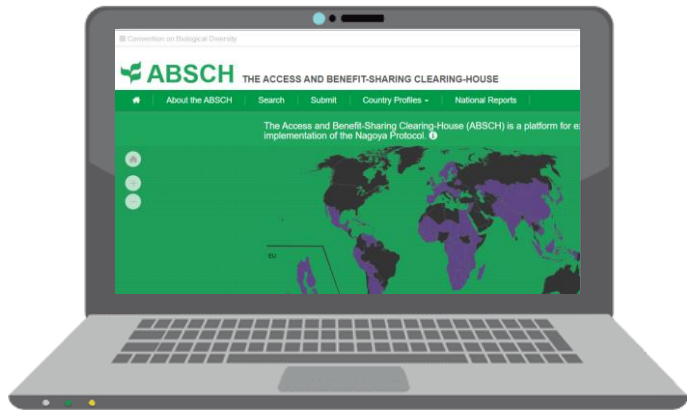 Convention on Biological Diversity
ABSCH THE ACCESS AND BENEFIT-SHARING CLEARING-HOUSE
About the ABSCH Search Submit Country Profiles National Reports
The Access and Benefit-Sharing Clearing-House (ABSCH) is a platform for e
implementation of the Nagoya Protocol.
EU